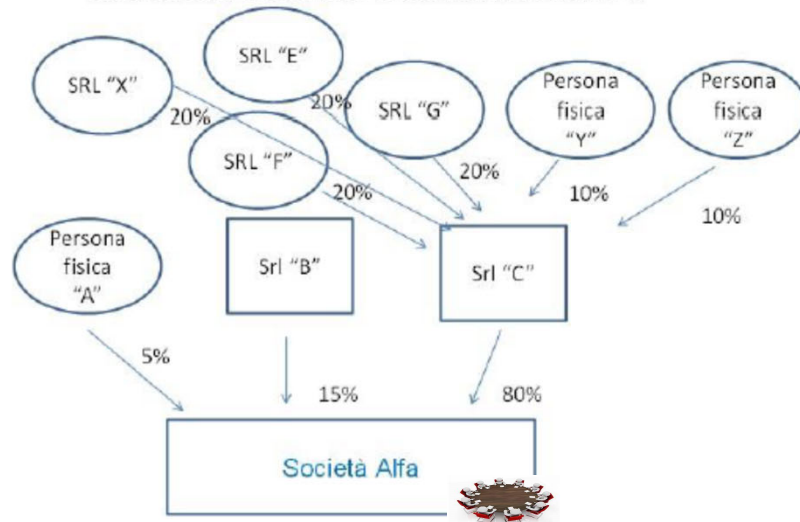 SRL "E"
SRL "X"
20%
20%
SRL "G"
Persona
fisica
"Y"
Persona
fisica
"Z"
SRL "F"
20%
20%
10%
10%
Persona
fisica
"A"
Srl "B"
Srl "C"
5%
15%
80%
Società Alfa